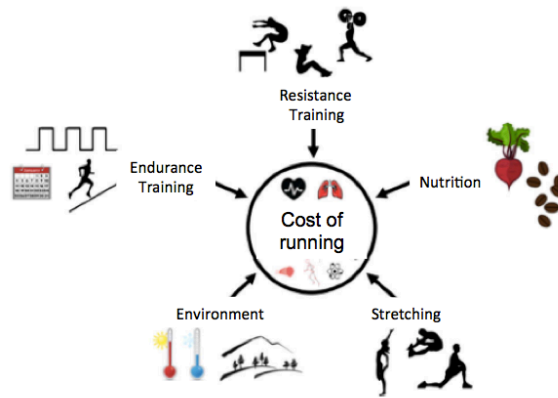 Resistance
Training
Endurance
Training
Nutrition
Cost of
running
Environment
Stretching